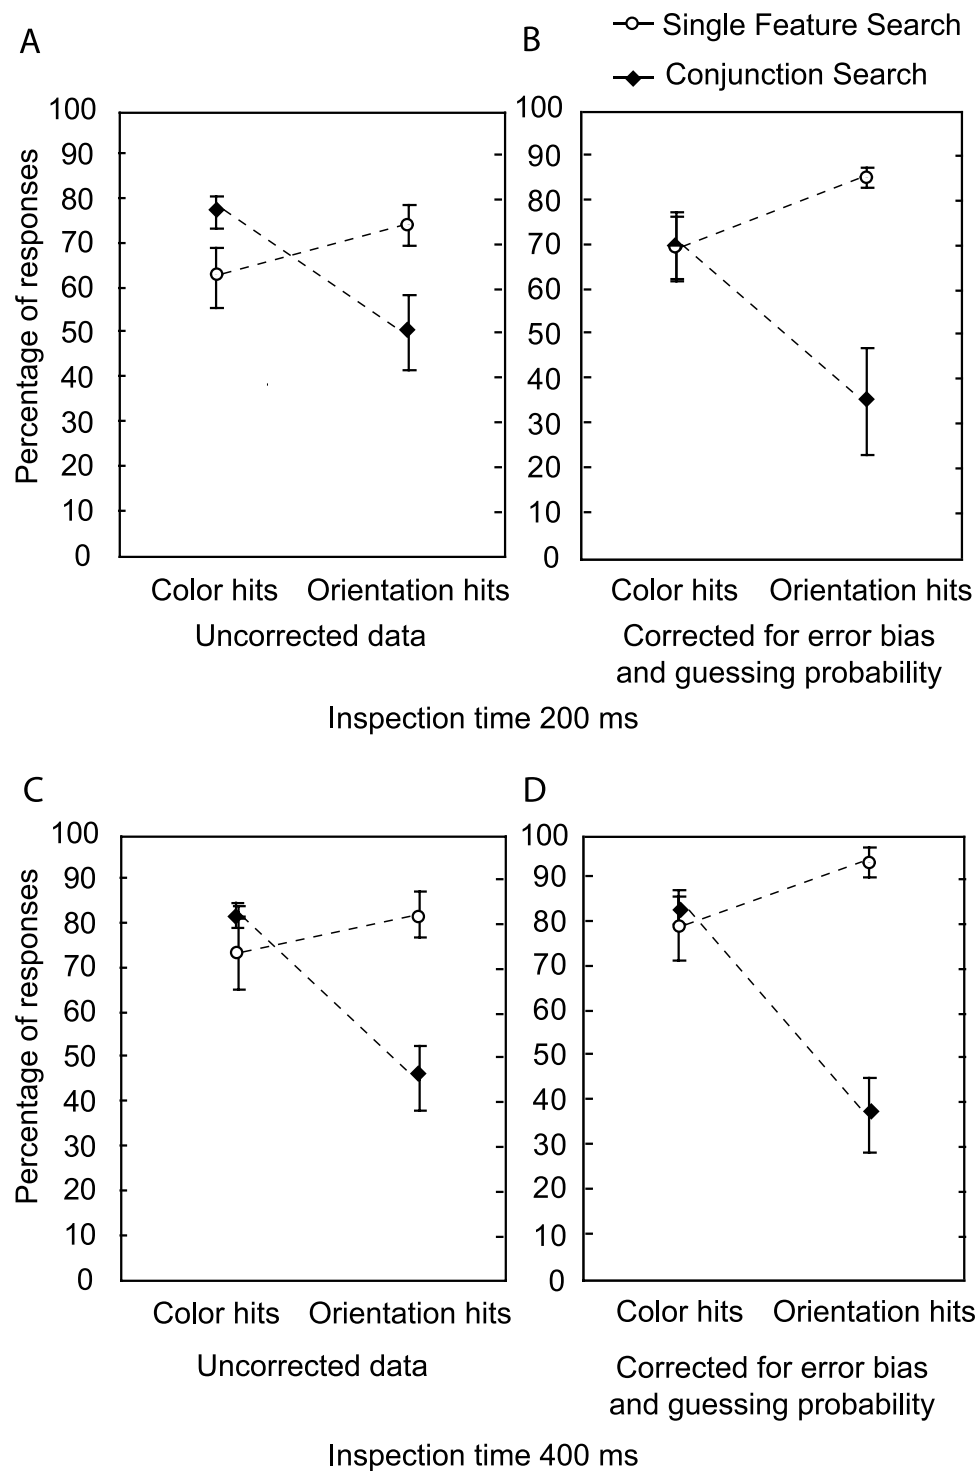 A
B
Single Feature Search
Conjunction Search
Percentage of responses
100
90
80
70
60
50
40
30
20
10
0
100
90
80
70
60
50
40
30
20
10
0
Color hits Orientation hits
Uncorrected data
Color hits Orientation hits
Corrected for error bias
and guessing probability
Inspection time 200 ms
C
D
Percentage of responses
100
90
80
70
60
50
40
30
20
10
0
100
90
80
70
60
50
40
30
20
10
0
Color hits Orientation hits
Uncorrected data
Color hits Orientation hits
Corrected for error bias
and guessing probability
Inspection time 400 ms